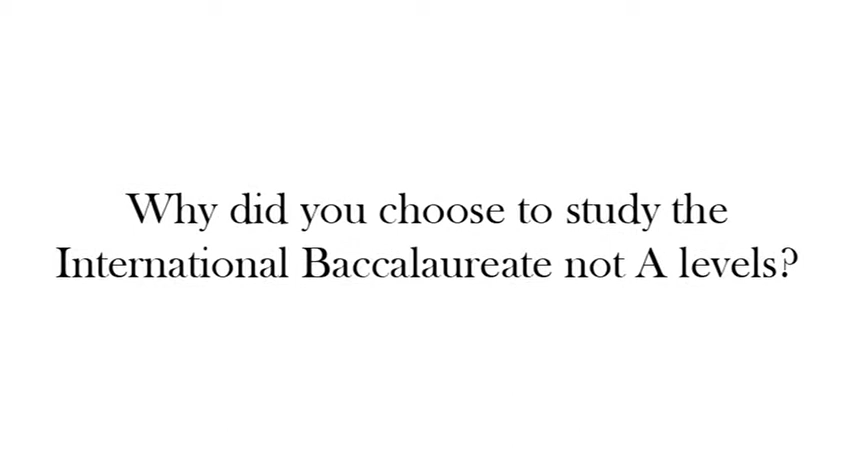 Why did you choose to study the
International Baccalaureate not A levels?